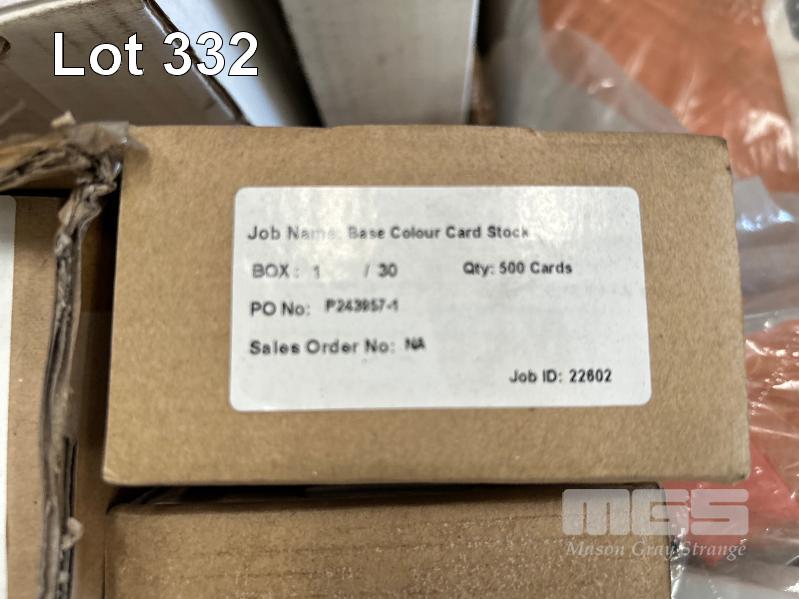 Lot 332
Job Name: Base Colour Card Stock
BOX: 1 / 30 Qty: 500 Cards
PO No: P243957-1
Sales Order No: NA
Job ID: 22602
MGS
Mason Gray Strange